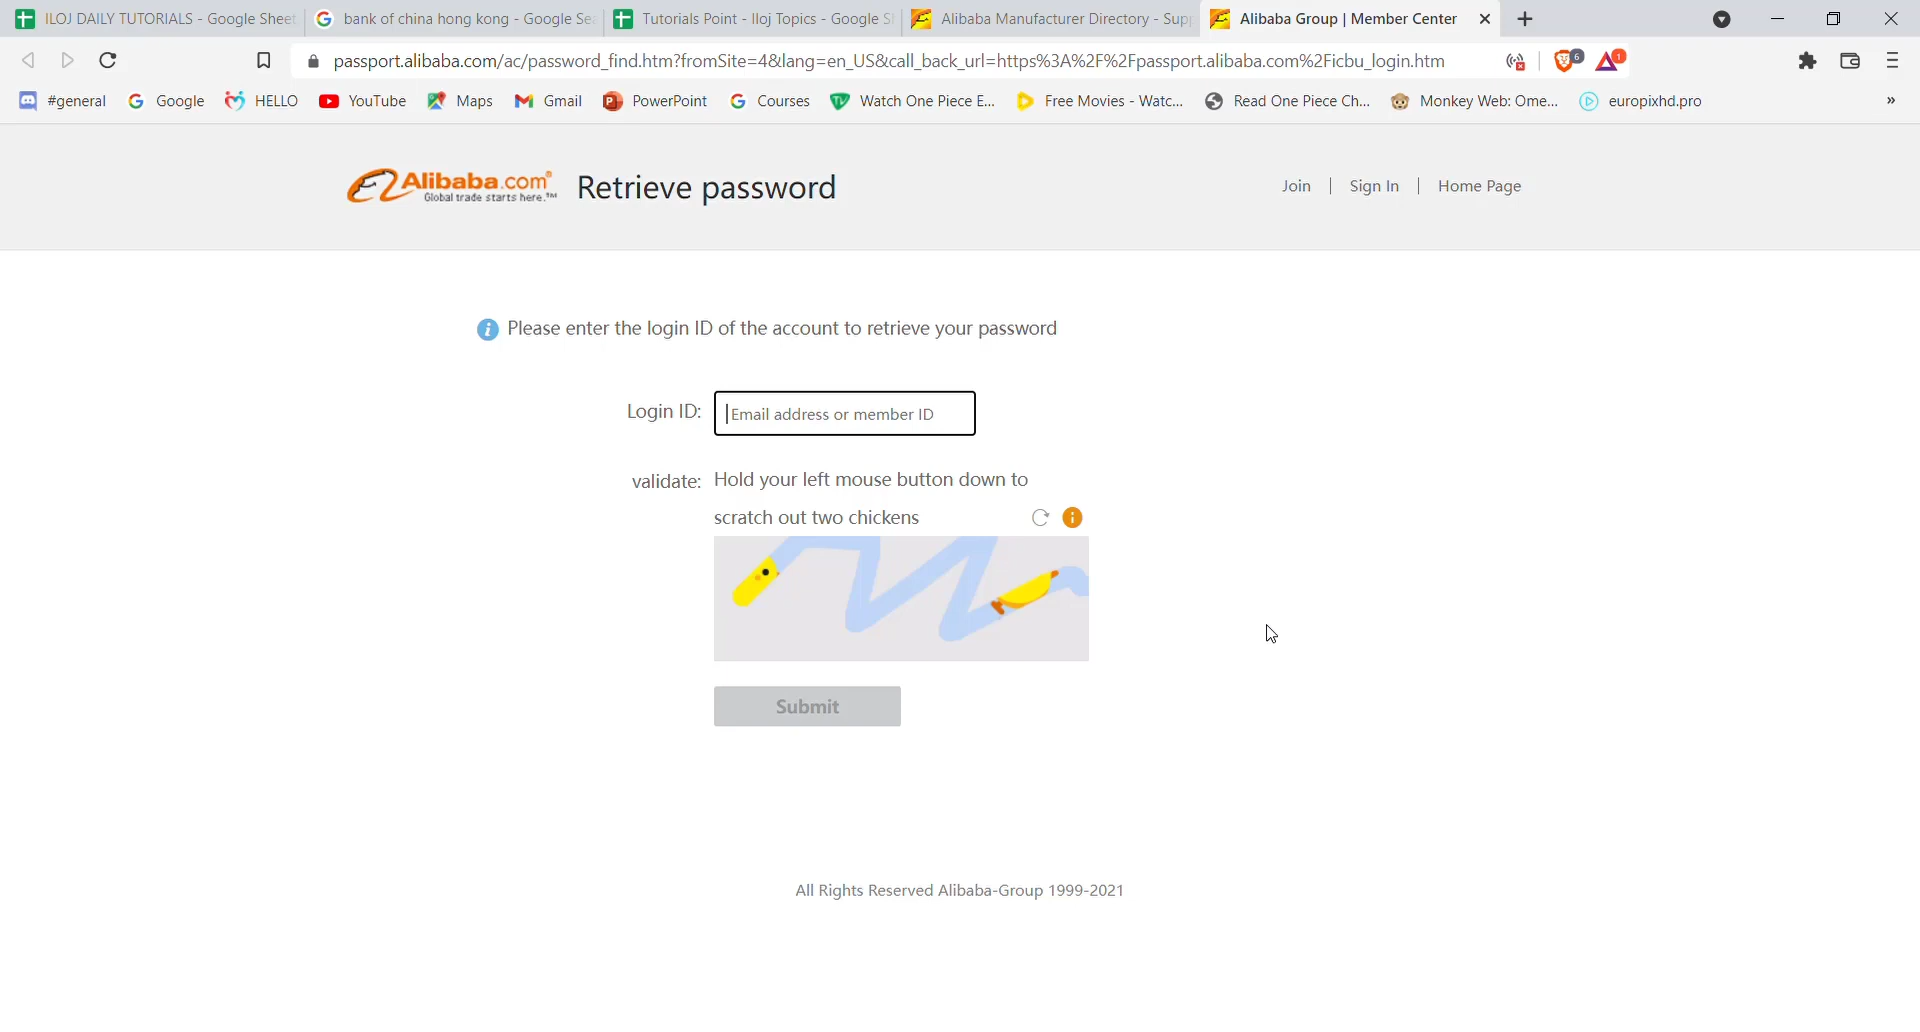 ILOJ DAILY TUTORIALS - Google Sheet
bank of china hong kong - Google Se
Tutorials Point - Iloj Topics - Google S
Alibaba Manufacturer Directory - Supp
Alibaba Group | Member Center
passport.alibaba.com/ac/password_find.htm?fromSite=4&lang=en_US&call_back_url=https%3A%2F%2Fpassport.alibaba.com%2Ficbu_login.htm
6
1
#general
Google
HELLO
YouTube
Maps
Gmail
PowerPoint
Courses
Watch One Piece E...
Free Movies - Watc...
Read One Piece Ch...
Monkey Web: Ome...
europixhd.pro
»
Alibaba.com®
Global trade starts here.™
Retrieve password
Join | Sign In | Home Page
Please enter the login ID of the account to retrieve your password
Login ID: Email address or member ID
validate: Hold your left mouse button down to
scratch out two chickens
Submit
All Rights Reserved Alibaba-Group 1999-2021